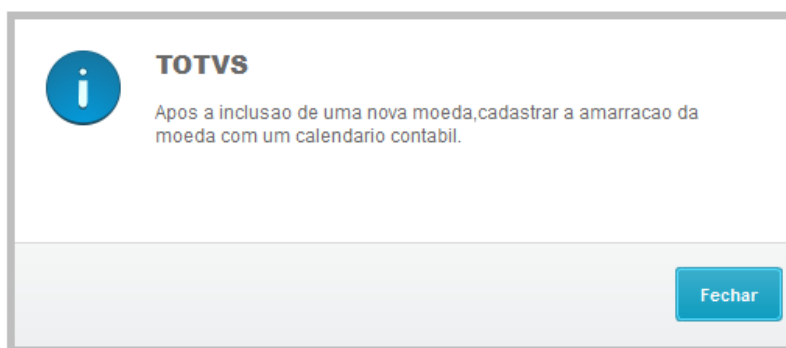 TOTVS
Apos a inclusao de uma nova moeda,cadastrar a amarracao da
moeda com um calendario contabil.
Fechar